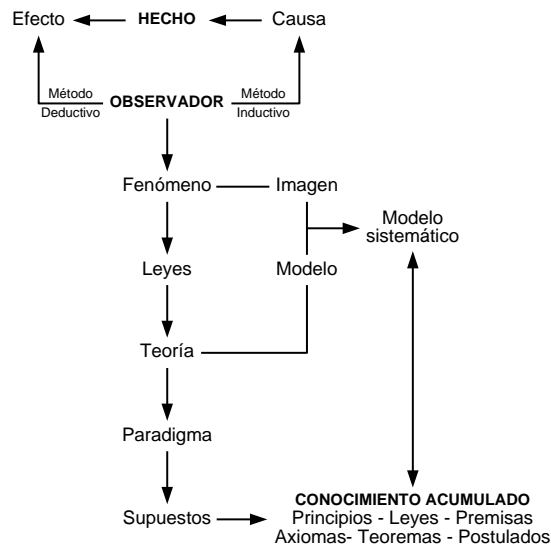 Efecto HECHO Causa
Método Método
Deductivo OBSERVADOR Inductivo
Fenómeno Imagen
Modelo
sistemático
Leyes Modelo
Teoría
Paradigma
Supuestos
CONOCIMIENTO ACUMULADO
Principios - Leyes - Premisas
Axiomas- Teoremas - Postulados